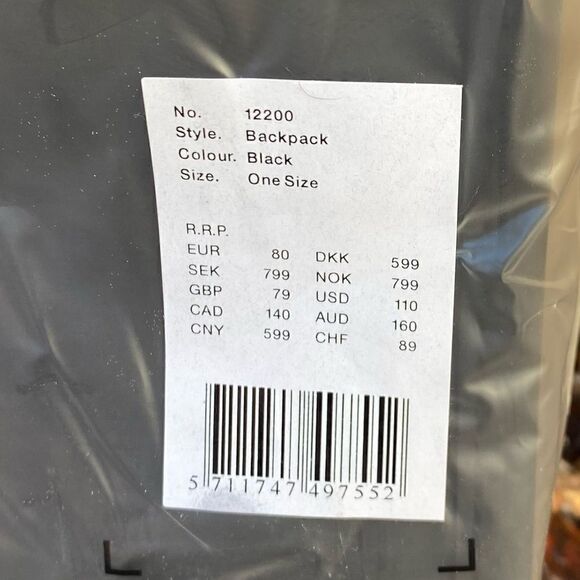 No. 12200
Style. Backpack
Colour. Black
Size. One Size
R.R.P.
EUR 80 DKK 599
SEK 799 NOK 799
GBP 79 USD 110
CAD 140 AUD 160
CNY 599 CHF 89
5 711747 497552